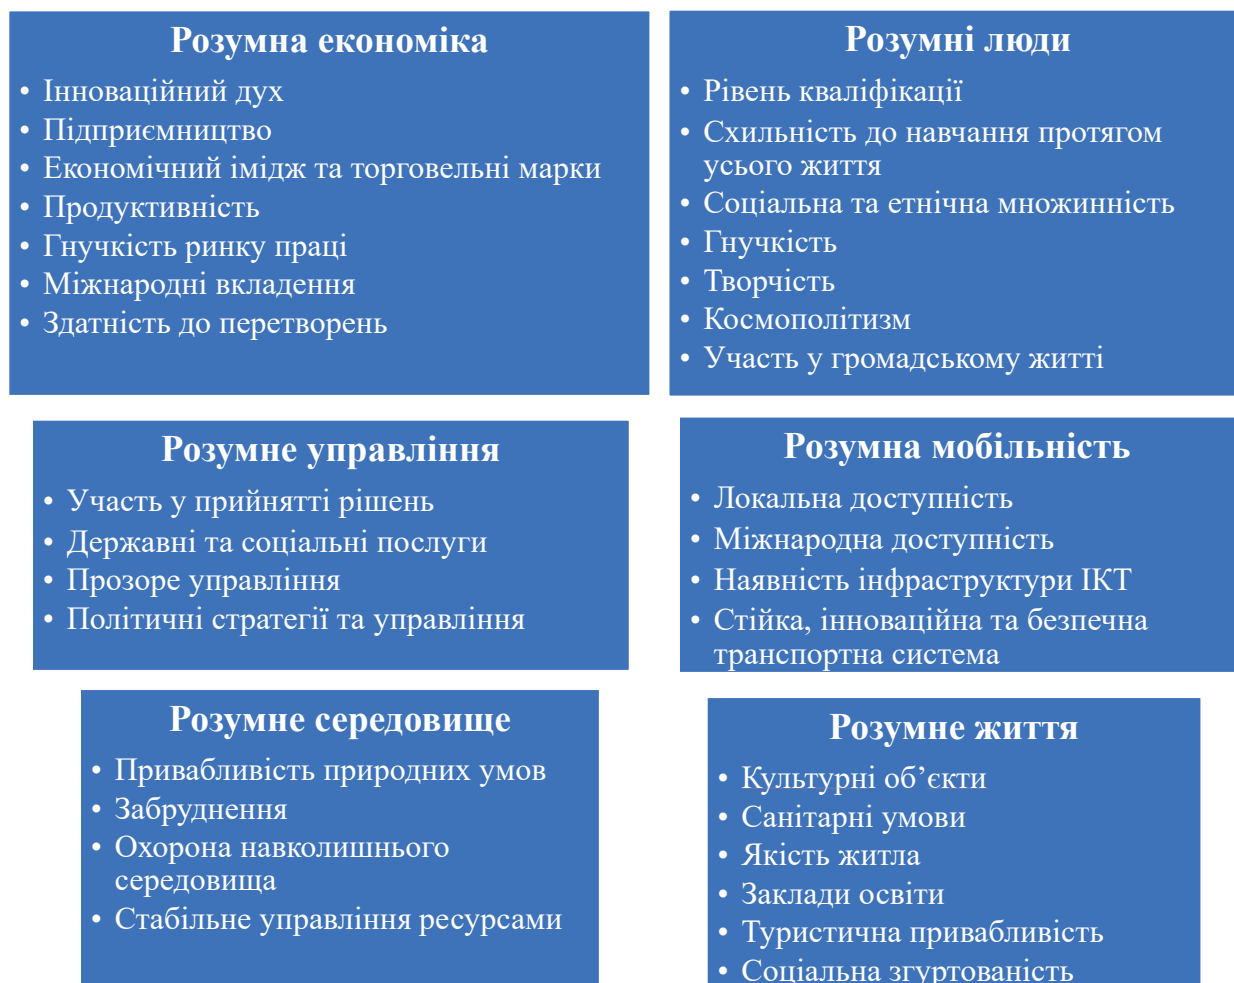 Розумна економіка
• Інноваційний дух
• Підприємництво
• Економічний імідж та торговельні марки
• Продуктивність
• Гнучкість ринку праці
• Міжнародні вкладення
• Здатність до перетворень
Розумні люди
• Рівень кваліфікації
• Схильність до навчання протягом
усього життя
• Соціальна та етнічна множинність
• Гнучкість
• Творчість
• Космополітизм
• Участь у громадському житті
Розумне управління
• Участь у прийнятті рішень
• Державні та соціальні послуги
• Прозоре управління
• Політичні стратегії та управління
Розумна мобільність
• Локальна доступність
• Міжнародна доступність
• Наявність інфраструктури ІКТ
• Стійка, інноваційна та безпечна
транспортна система
Розумне середовище
• Привабливість природних умов
• Забруднення
• Охорона навколишнього
середовища
• Стабільне управління ресурсами
Розумне життя
• Культурні об’єкти
• Санітарні умови
• Якість житла
• Заклади освіти
• Туристична привабливість
• Соціальна згуртованість